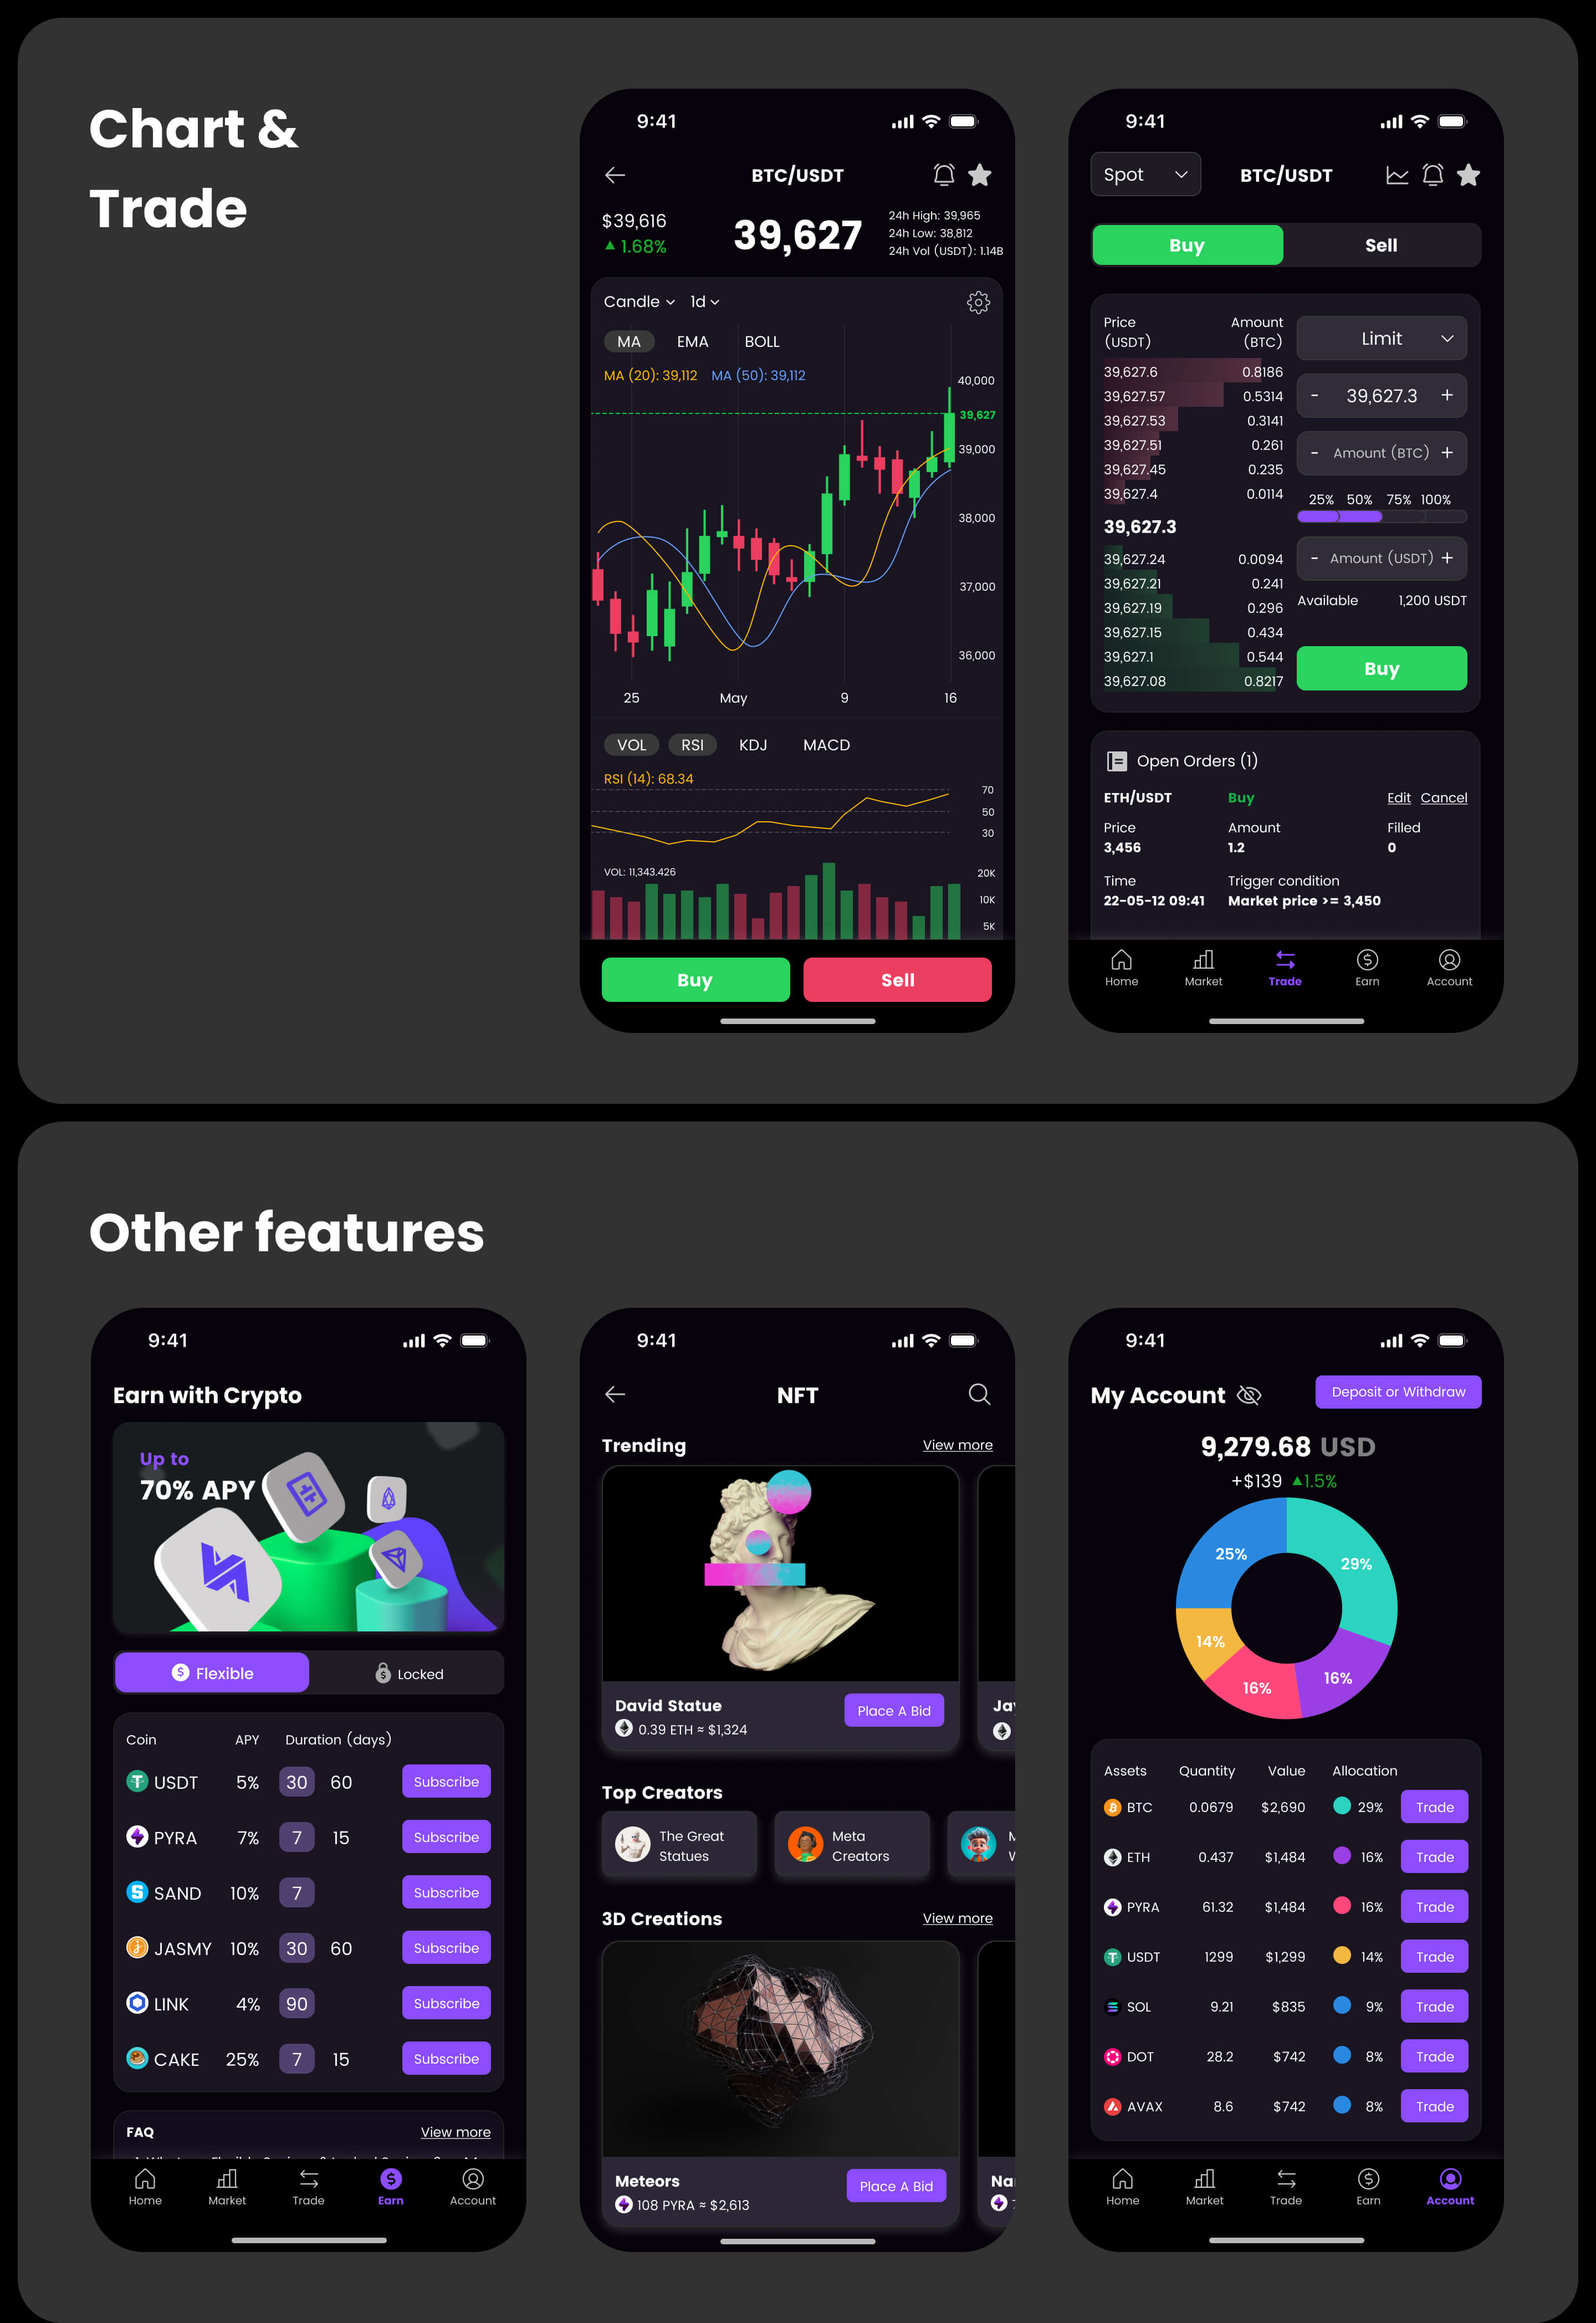 Chart &
Trade
9:41
BTC/USDT
$39,616
1.68%
39,627
24h High: 39,965
24h Low: 38,812
24h Vol (USDT): 1.14B
Candle 1d
MA EMA BOLL
MA (20): 39,112 MA (50): 39,112
40,000
39,627
39,000
38,000
37,000
36,000
25 May 9 16
VOL RSI KDJ MACD
RSI (14): 68.34
70
50
30
VOL: 11,343.426
20K
10K
5K
Buy Sell
9:41
Spot BTC/USDT
Buy Sell
Price (USDT) Amount (BTC)
39,627.6 0.8186
39,627.57 0.5314
39,627.53 0.3141
39,627.51 0.261
39,627.45 0.235
39,627.4 0.0114
39,627.3
39,627.24 0.0094
39,627.21 0.241
39,627.19 0.296
39,627.15 0.434
39,627.1 0.544
39,627.08 0.8217
Limit
- 39,627.3 +
- Amount (BTC) +
25% 50% 75% 100%
- Amount (USDT) +
Available 1,200 USDT
Buy
Open Orders (1)
ETH/USDT Buy Edit Cancel
Price Amount Filled
3,456 1.2 0
Time Trigger condition
22-05-12 09:41 Market price >= 3,450
Home Market Trade Earn Account
Other features
9:41
Earn with Crypto
Up to
70% APY
Flexible Locked
Coin APY Duration (days)
USDT 5% 30 60 Subscribe
PYRA 7% 7 15 Subscribe
SAND 10% 7 Subscribe
JASMY 10% 30 60 Subscribe
LINK 4% 90 Subscribe
CAKE 25% 7 15 Subscribe
FAQ View more
Home Market Trade Earn Account
9:41
NFT
Trending View more
David Statue
0.39 ETH ≈ $1,324
Place A Bid
Top Creators
The Great
Statues
Meta
Creators
3D Creations View more
Meteors
108 PYRA ≈ $2,613
Place A Bid
9:41
My Account Deposit or Withdraw
9,279.68 USD
+$139 1.5%
25% 29%
14%
16% 16%
Assets Quantity Value Allocation
BTC 0.0679 $2,690 29% Trade
ETH 0.437 $1,484 16% Trade
PYRA 61.32 $1,484 16% Trade
USDT 1299 $1,299 14% Trade
SOL 9.21 $835 9% Trade
DOT 28.2 $742 8% Trade
AVAX 8.6 $742 8% Trade
Home Market Trade Earn Account